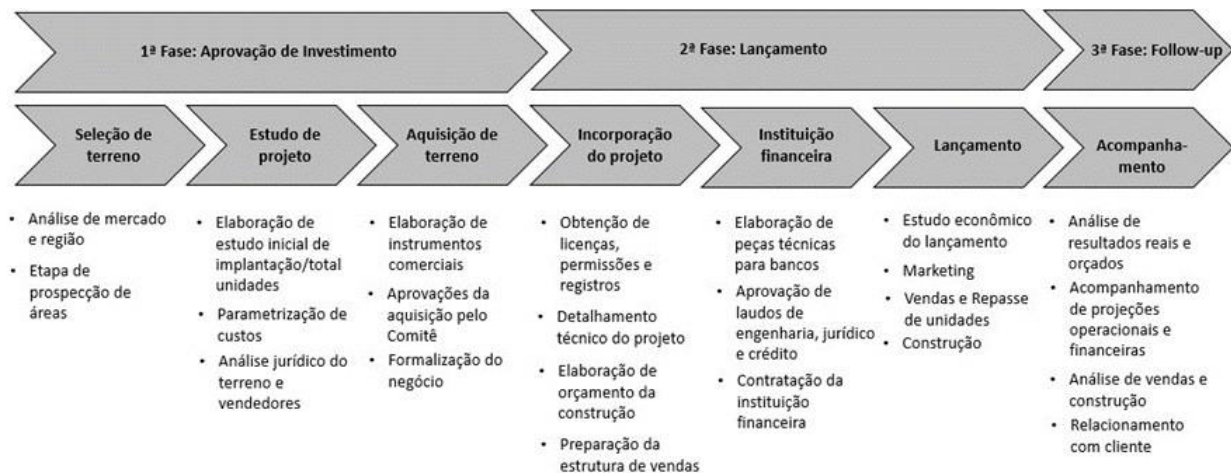 1ª Fase: Aprovação de Investimento
2ª Fase: Lançamento
3ª Fase: Follow-up
Seleção de
terreno
Estudo de
projeto
Aquisição de
terreno
Incorporação
do projeto
Instituição
financeira
Lançamento
Acompanha-
mento
• Análise de mercado
e região
• Etapa de
prospecção de
áreas
• Elaboração de
estudo inicial de
implantação/total
unidades
• Parametrização de
custos
• Análise jurídico do
terreno e
vendedores
• Elaboração de
instrumentos
comerciais
• Aprovações da
aquisição pelo
Comitê
• Formalização do
negócio
• Obtenção de
licenças,
permissões e
registros
• Detalhamento
técnico do projeto
• Elaboração de
orçamento da
construção
• Preparação da
estrutura de vendas
• Elaboração de
peças técnicas
para bancos
• Aprovação de
laudos de
engenharia, jurídico
e crédito
• Contratação da
instituição
financeira
• Estudo econômico
do lançamento
• Marketing
• Vendas e Repasse
de unidades
• Construção
• Análise de
resultados reais e
orçados
• Acompanhamento
de projeções
operacionais e
financeiras
• Análise de vendas e
construção
• Relacionamento
com cliente